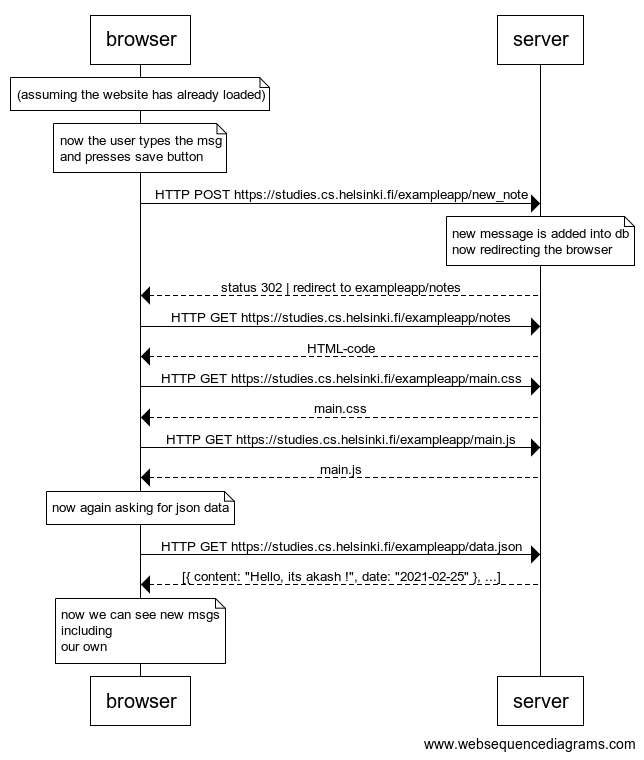 browser
server
(assuming the website has already loaded)
now the user types the msg
and presses save button
HTTP POST https://studies.cs.helsinki.fi/exampleapp/new_note
new message is added into db
now redirecting the browser
status 302 | redirect to exampleapp/notes
HTTP GET https://studies.cs.helsinki.fi/exampleapp/notes
HTML-code
HTTP GET https://studies.cs.helsinki.fi/exampleapp/main.css
main.css
HTTP GET https://studies.cs.helsinki.fi/exampleapp/main.js
main.js
now again asking for json data
HTTP GET https://studies.cs.helsinki.fi/exampleapp/data.json
[{ content: "Hello, its akash !", date: "2021-02-25" }, ...]
now we can see new msgs
including
our own
browser
server
www.websequencediagrams.com